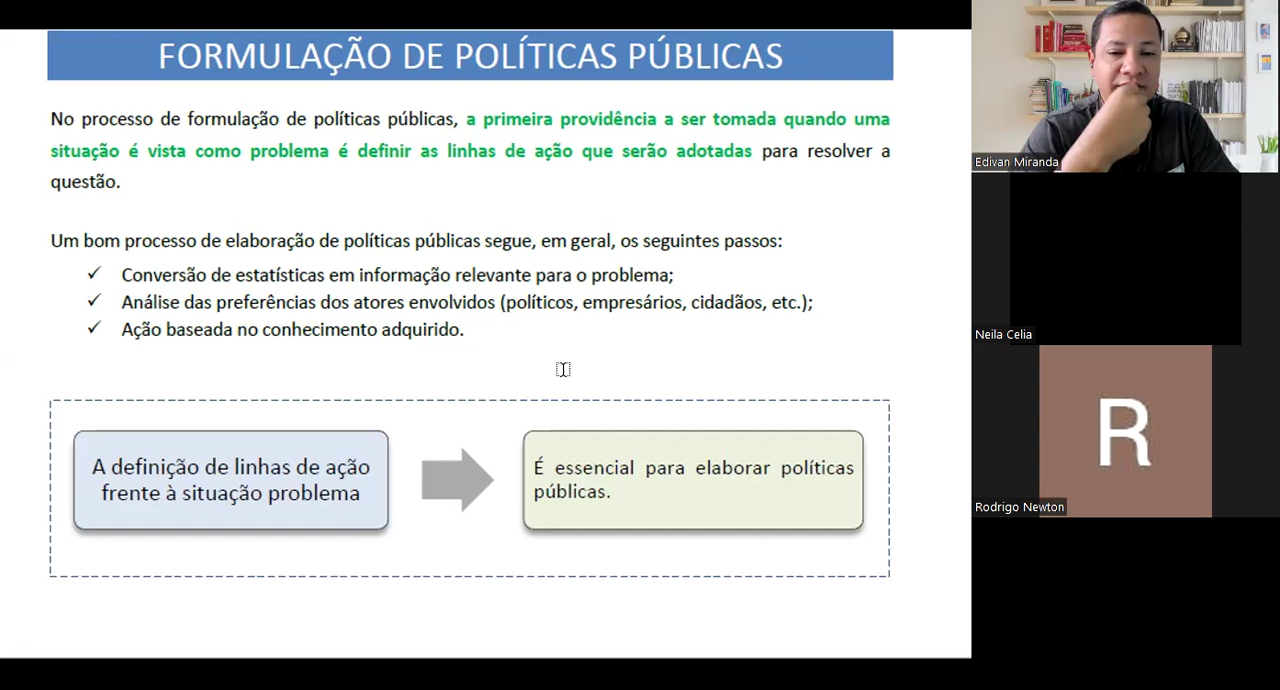 FORMULAÇÃO DE POLÍTICAS PÚBLICAS
No processo de formulação de políticas públicas, a primeira providência a ser tomada quando uma
situação é vista como problema é definir as linhas de ação que serão adotadas para resolver a
questão.
Um bom processo de elaboração de políticas públicas segue, em geral, os seguintes passos:
✓ Conversão de estatísticas em informação relevante para o problema;
✓ Análise das preferências dos atores envolvidos (políticos, empresários, cidadãos, etc.);
✓ Ação baseada no conhecimento adquirido.
A definição de linhas de ação
frente à situação problema
É essencial para elaborar políticas
públicas.
Edivan Miranda
Neila Celia
R
Rodrigo Newton